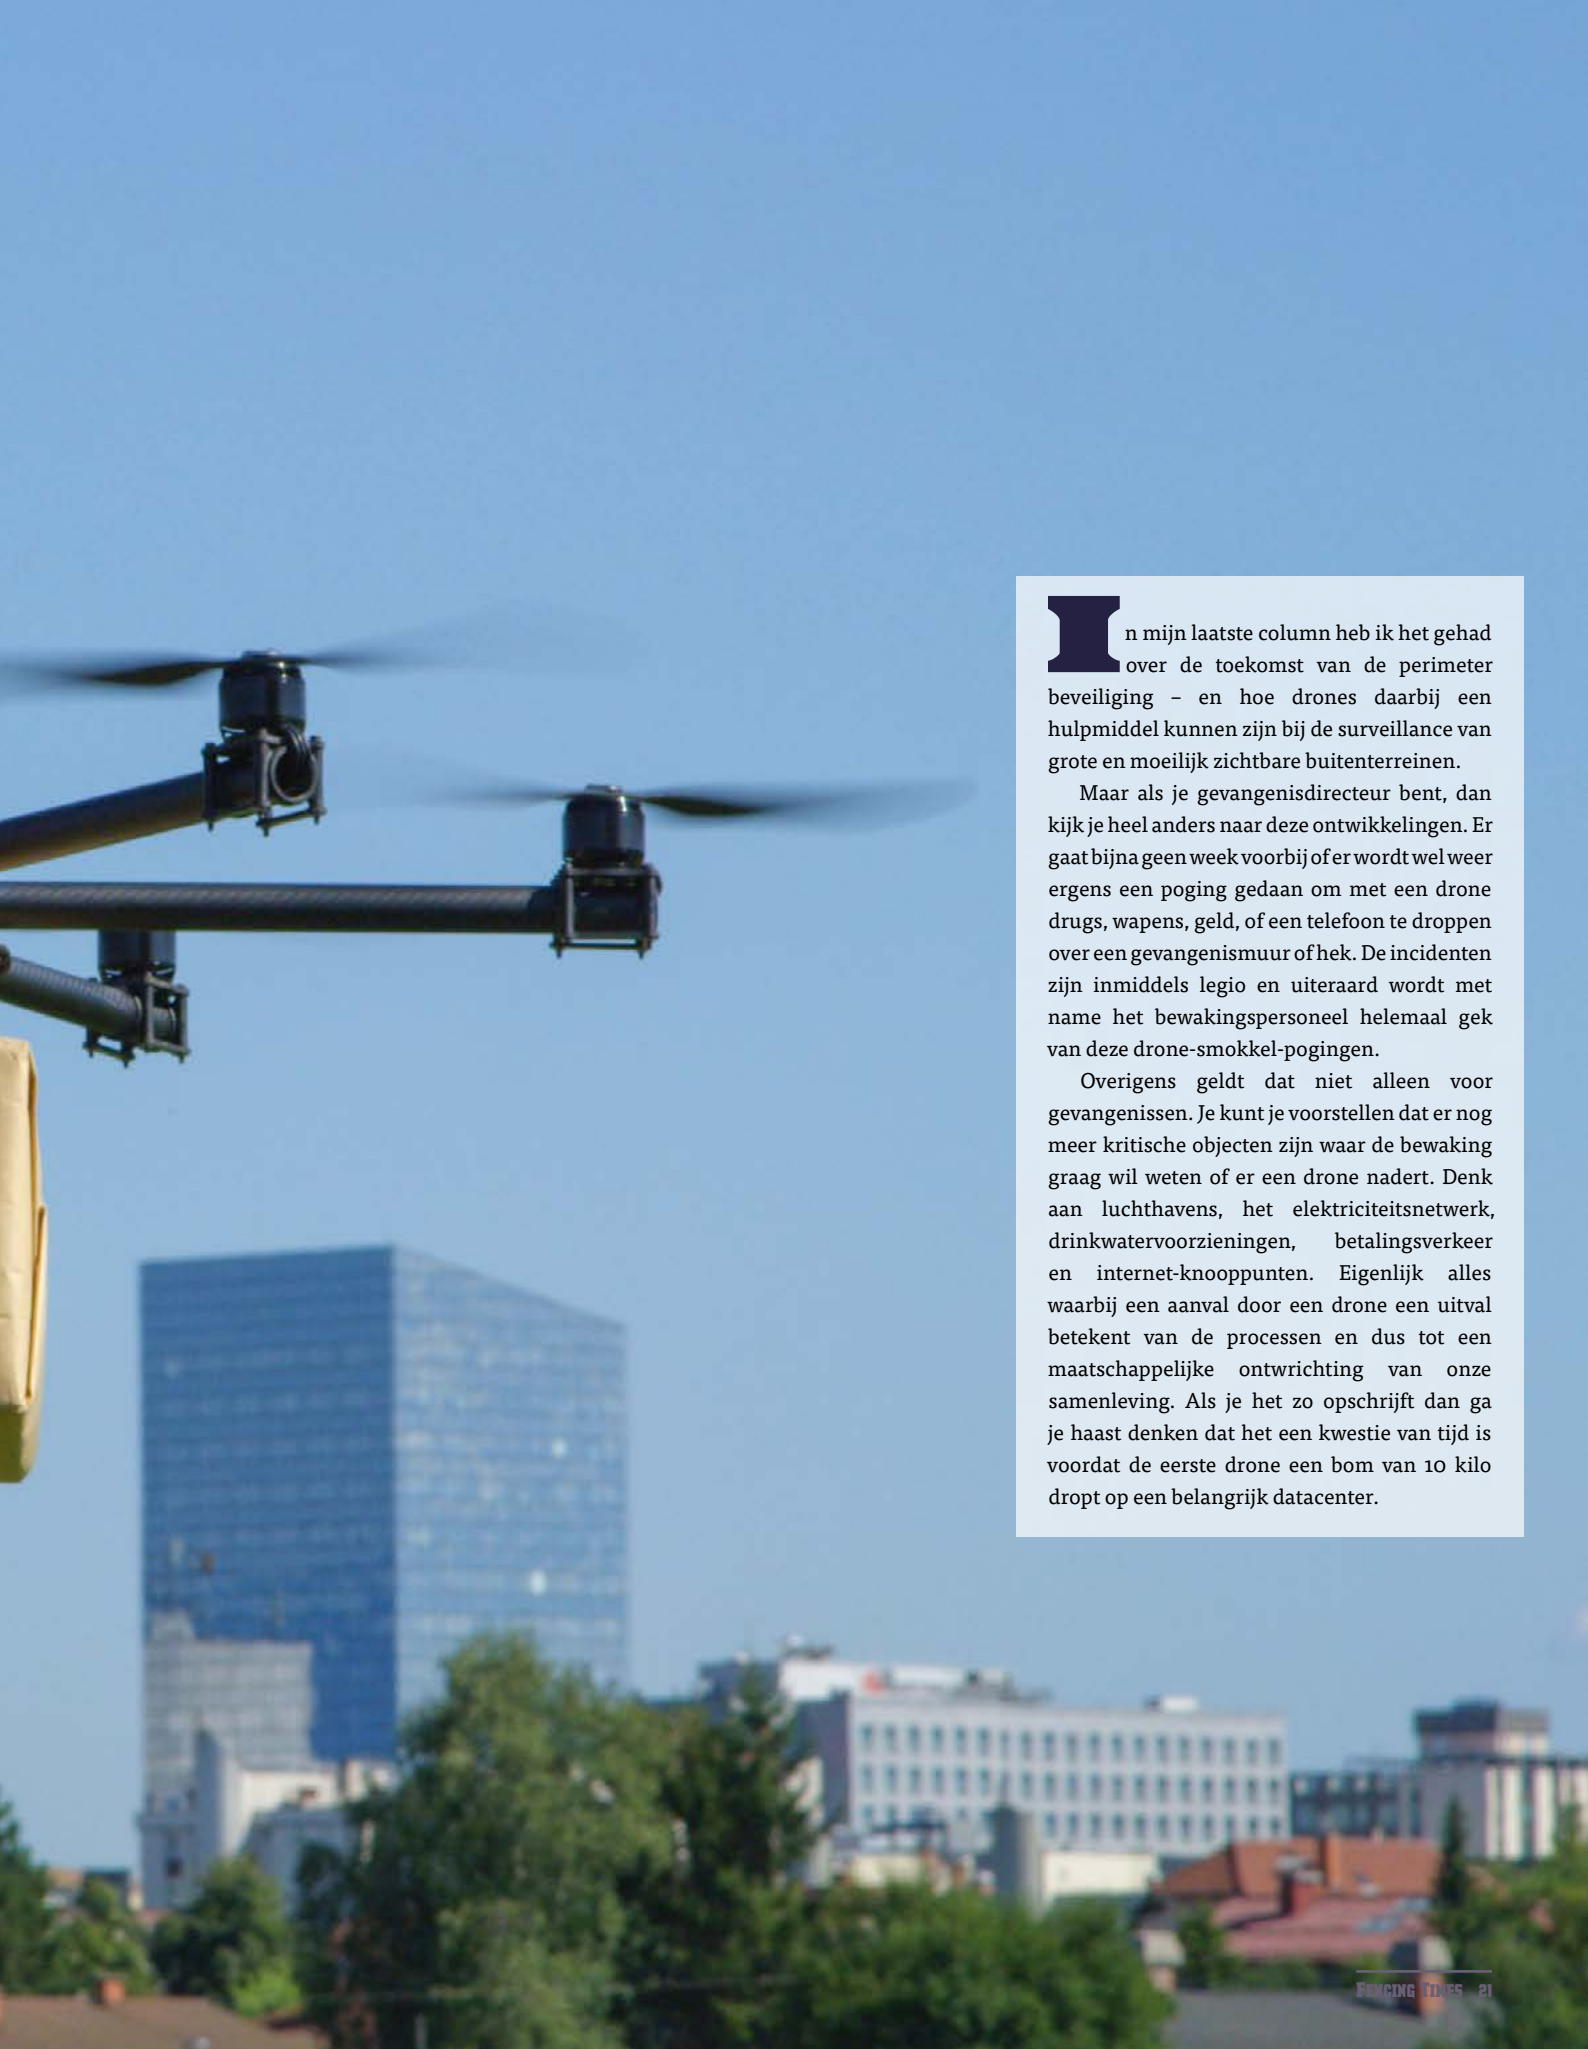 In mijn laatste column heb ik het gehad
over de toekomst van de perimeter
beveiliging – en hoe drones daarbij een
hulpmiddel kunnen zijn bij de surveillance van
grote en moeilijk zichtbare buitenterreinen.
Maar als je gevangenisdirecteur bent, dan
kijk je heel anders naar deze ontwikkelingen. Er
gaat bijna geen week voorbij of er wordt wel weer
ergens een poging gedaan om met een drone
drugs, wapens, geld, of een telefoon te droppen
over een gevangenismuur of hek. De incidenten
zijn inmiddels legio en uiteraard wordt met
name het bewakingspersoneel helemaal gek
van deze drone-smokkel-pogingen.
Overigens geldt dat niet alleen voor
gevangenissen. Je kunt je voorstellen dat er nog
meer kritische objecten zijn waar de bewaking
graag wil weten of er een drone nadert. Denk
aan luchthavens, het elektriciteitsnetwerk,
drinkwatervoorzieningen, betalingsverkeer
en internet-knooppunten. Eigenlijk alles
waarbij een aanval door een drone een uitval
betekent van de processen en dus tot een
maatschappelijke ontwrichting van onze
samenleving. Als je het zo opschrijft dan ga
je haast denken dat het een kwestie van tijd is
voordat de eerste drone een bom van 10 kilo
dropt op een belangrijk datacenter.
Fencing Times 21